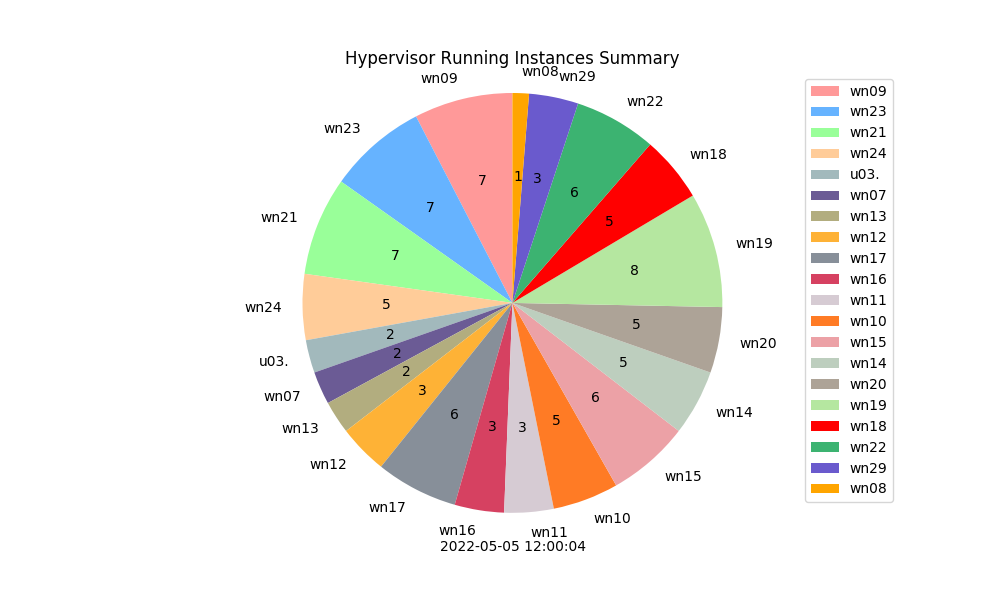 Hypervisor Running Instances Summary
wn09
wn23
wn21
wn24
u03.
wn07
wn13
wn12
wn17
wn16
wn11
wn10
wn15
wn14
wn20
wn19
wn18
wn22
wn29
wn08
7
7
7
5
2
2
2
3
6
3
3
5
6
5
5
8
5
6
3
1
2022-05-05 12:00:04
wn09
wn23
wn21
wn24
u03.
wn07
wn13
wn12
wn17
wn16
wn11
wn10
wn15
wn14
wn20
wn19
wn18
wn22
wn29
wn08